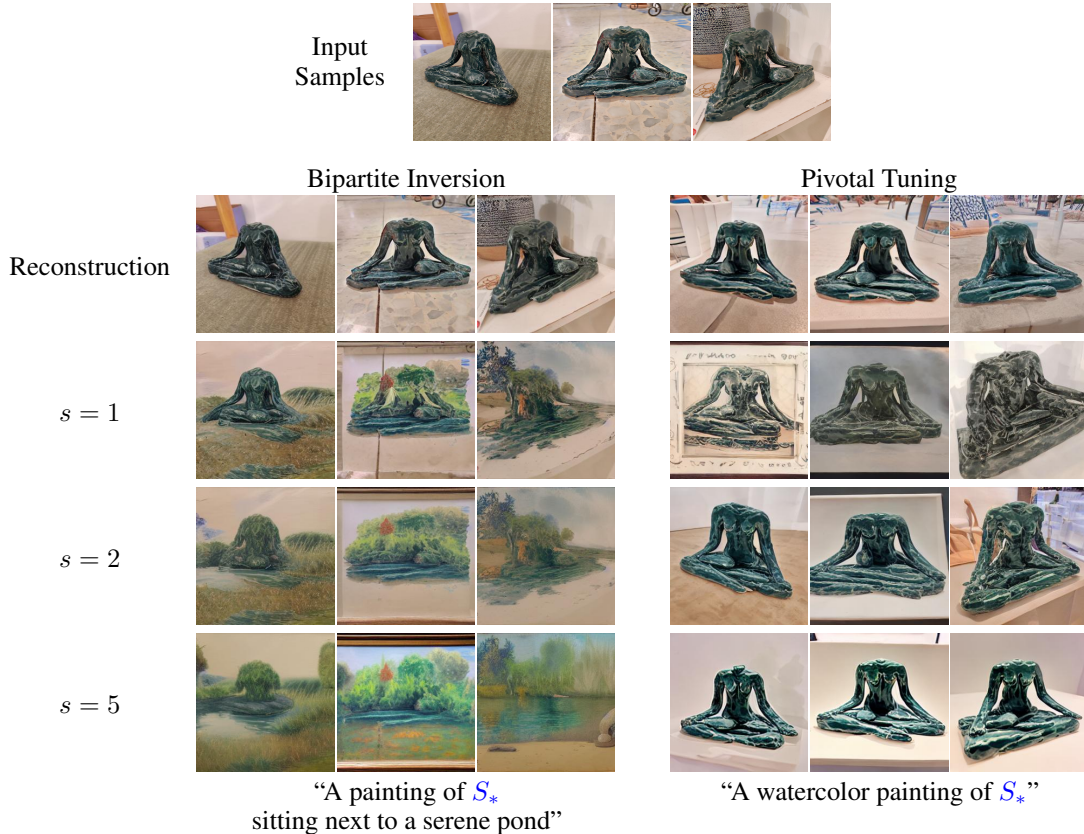 Input
Samples
Bipartite Inversion
Pivotal Tuning
Reconstruction
s = 1
s = 2
s = 5
“A painting of S*
sitting next to a serene pond”
“A watercolor painting of S*”